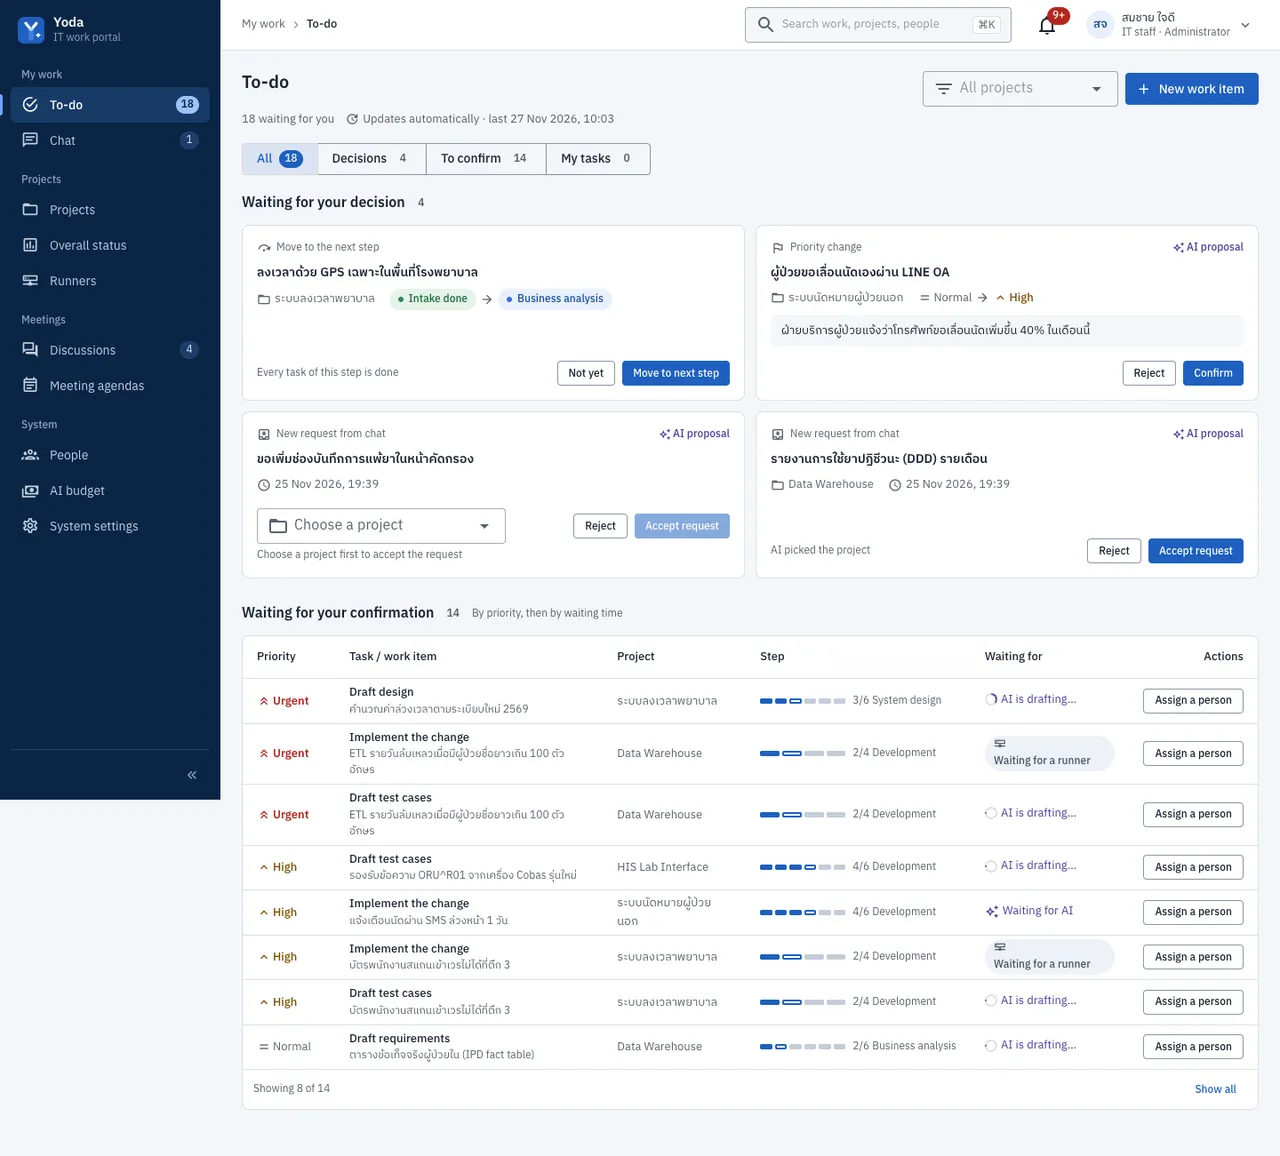 Yoda
IT work portal
My work
To-do 18
Chat 1
Projects
Projects
Overall status
Runners
Meetings
Discussions 4
Meeting agendas
System
People
AI budget
System settings
«
My work › To-do
Search work, projects, people ⌘K
9+
สจ
สมชาย ใจดี
IT staff · Administrator
To-do
All projects
+ New work item
18 waiting for you Updates automatically · last 27 Nov 2026, 10:03
All 18 Decisions 4 To confirm 14 My tasks 0
Waiting for your decision 4
Move to the next step
ลงเวลาด้วย GPS เฉพาะในพื้นที่โรงพยาบาล
ระบบลงเวลาพยาบาล Intake done → Business analysis
Every task of this step is done
Not yet Move to next step
Priority change AI proposal
ผู้ป่วยขอเลื่อนนัดเองผ่าน LINE OA
ระบบนัดหมายผู้ป่วยนอก Normal → High
ฝ่ายบริการผู้ป่วยแจ้งว่าโทรศัพท์ขอเลื่อนนัดเพิ่มขึ้น 40% ในเดือนนี้
Reject Confirm
New request from chat AI proposal
ขอเพิ่มช่องบันทึกการแพ้ยาในหน้าคัดกรอง
25 Nov 2026, 19:39
Choose a project
Reject Accept request
Choose a project first to accept the request
New request from chat AI proposal
รายงานการใช้ยาปฏิชีวนะ (DDD) รายเดือน
Data Warehouse 25 Nov 2026, 19:39
AI picked the project
Reject Accept request
Waiting for your confirmation 14 By priority, then by waiting time
Priority Task / work item Project Step Waiting for Actions
Urgent Draft design ระบบลงเวลาพยาบาล 3/6 System design AI is drafting... Assign a person
คำนวณค่าล่วงเวลาตามระเบียบใหม่ 2569
Urgent Implement the change Data Warehouse 2/4 Development Waiting for a runner Assign a person
ETL รายวันล้มเหลวเมื่อมีผู้ป่วยชื่อยาวเกิน 100 ตัว
อักษร
Urgent Draft test cases Data Warehouse 2/4 Development AI is drafting... Assign a person
ETL รายวันล้มเหลวเมื่อมีผู้ป่วยชื่อยาวเกิน 100 ตัว
อักษร
High Draft test cases HIS Lab Interface 4/6 Development AI is drafting... Assign a person
รองรับข้อความ ORU^R01 จากเครื่อง Cobas รุ่นใหม่
High Implement the change ระบบนัดหมายผู้ป่วย 4/6 Development Waiting for AI Assign a person
แจ้งเตือนนัดผ่าน SMS ล่วงหน้า 1 วัน นอก
High Implement the change ระบบลงเวลาพยาบาล 2/4 Development Waiting for a runner Assign a person
บัตรพนักงานสแกนเข้าเวรไม่ได้ที่ตึก 3
High Draft test cases ระบบลงเวลาพยาบาล 2/4 Development AI is drafting... Assign a person
บัตรพนักงานสแกนเข้าเวรไม่ได้ที่ตึก 3
Normal Draft requirements Data Warehouse 2/6 Business analysis AI is drafting... Assign a person
ตารางข้อเท็จจริงผู้ป่วยใน (IPD fact table)
Showing 8 of 14 Show all